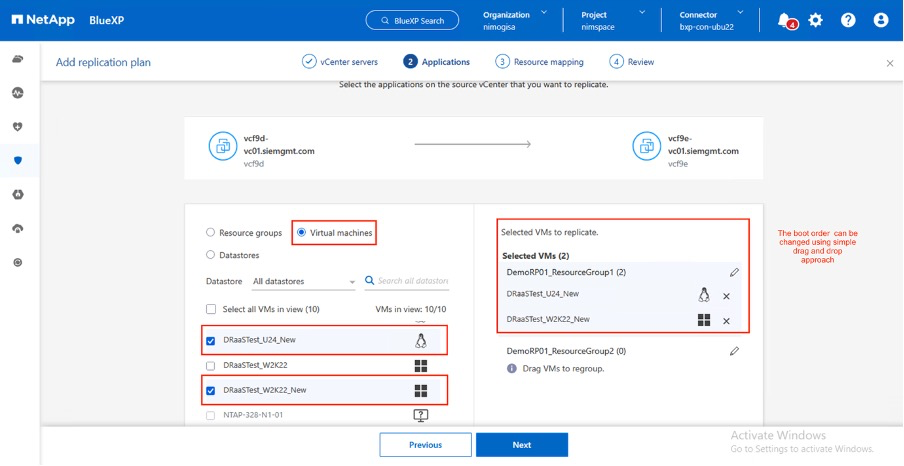 NetApp BlueXP
BlueXP Search
Organization
nimogisa
Project
nimspace
Connector
bxp-con-ubu22
4
Add replication plan
vCenter servers
2 Applications
3 Resource mapping
4 Review
Select the applications on the source vCenter that you want to replicate.
vcf9d-
vc01.siemgmt.com
vcf9d
vcf9e-
vc01.siemgmt.com
vcf9e
Resource groups
Virtual machines
Datastores
Datastore All datastores
Search all datastor
Select all VMs in view (10)
VMs in view: 10/10
DRaaSTest_U24_New
DRaaSTest_W2K22
DRaaSTest_W2K22_New
NTAP-328-N1-01
Selected VMs to replicate.
Selected VMs (2)
DemoRP01_ResourceGroup1 (2)
DRaaSTest_U24_New
DRaaSTest_W2K22_New
DemoRP01_ResourceGroup2 (0)
Drag VMs to regroup.
The boot order can be
changed using simple
drag and drop
approach
Previous
Next
Activate Windows
Go to Settings to activate Windows.